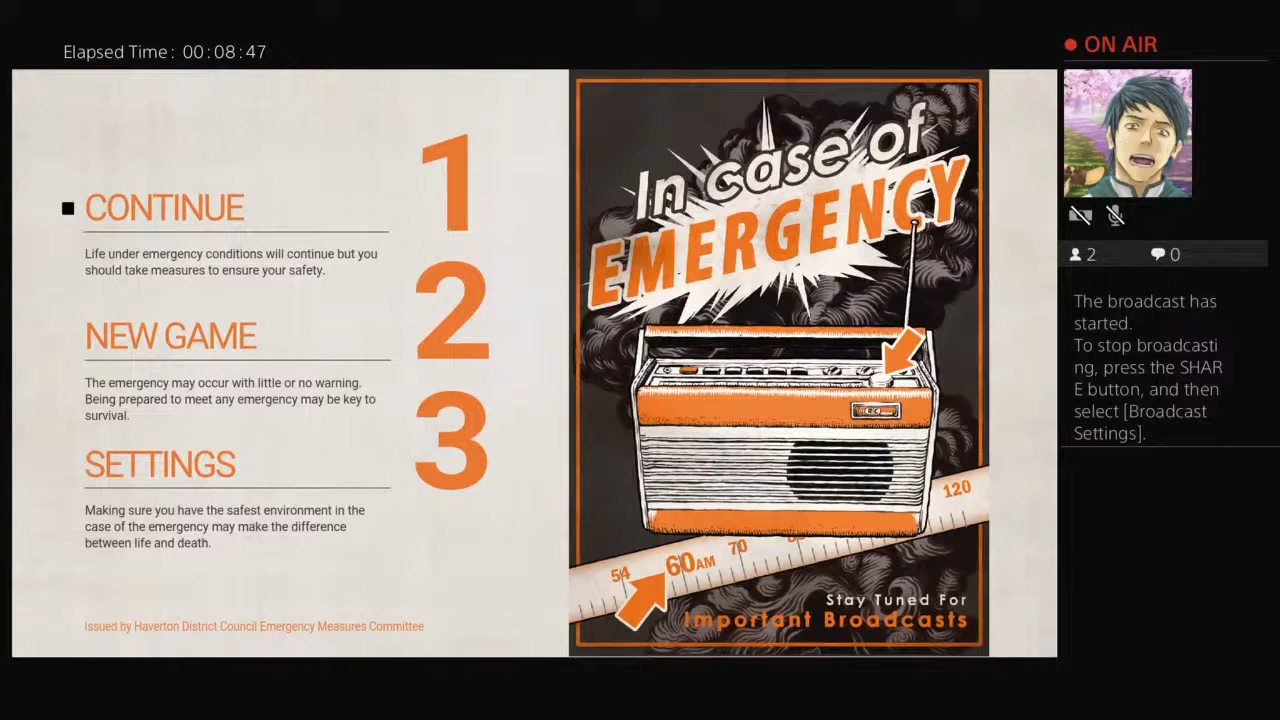 Elapsed Time: 00:08:47
ON AIR
CONTINUE
1
Life under emergency conditions will continue but you
should take measures to ensure your safety.
NEW GAME
2
The emergency may occur with little or no warning.
Being prepared to meet any emergency may be key to
survival.
SETTINGS
3
Making sure you have the safest environment in the
case of the emergency may make the difference
between life and death.
Issued by Haverton District Council Emergency Measures Committee
In case of
EMERGENCY
54 60AM 70
120
Stay Tuned For
Important Broadcasts
2 0
The broadcast has
started.
To stop broadcasti
ng, press the SHAR
E button, and then
select [Broadcast
Settings].